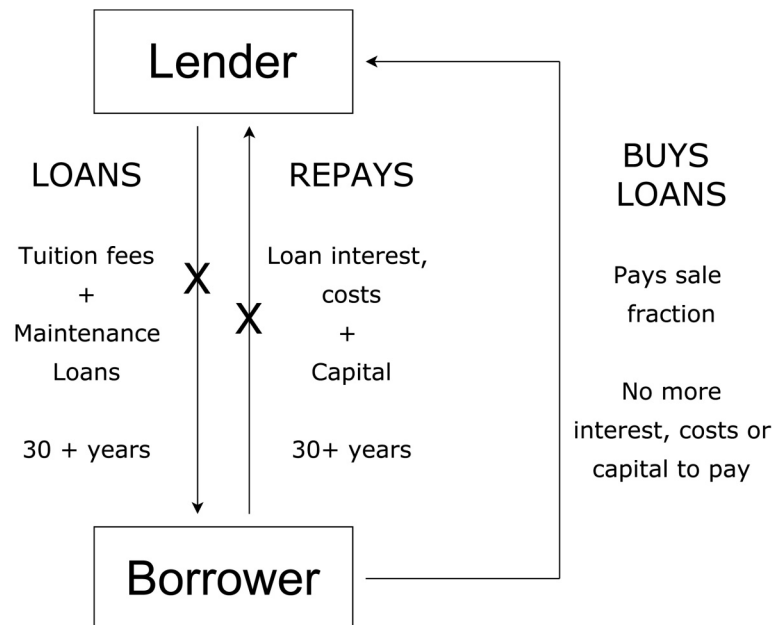 Lender
LOANS
Tuition fees
+
Maintenance
Loans
30 + years
X
REPAYS
Loan interest,
costs
+
Capital
30+ years
X
BUYS
LOANS
Pays sale
fraction
No more
interest, costs or
capital to pay
Borrower